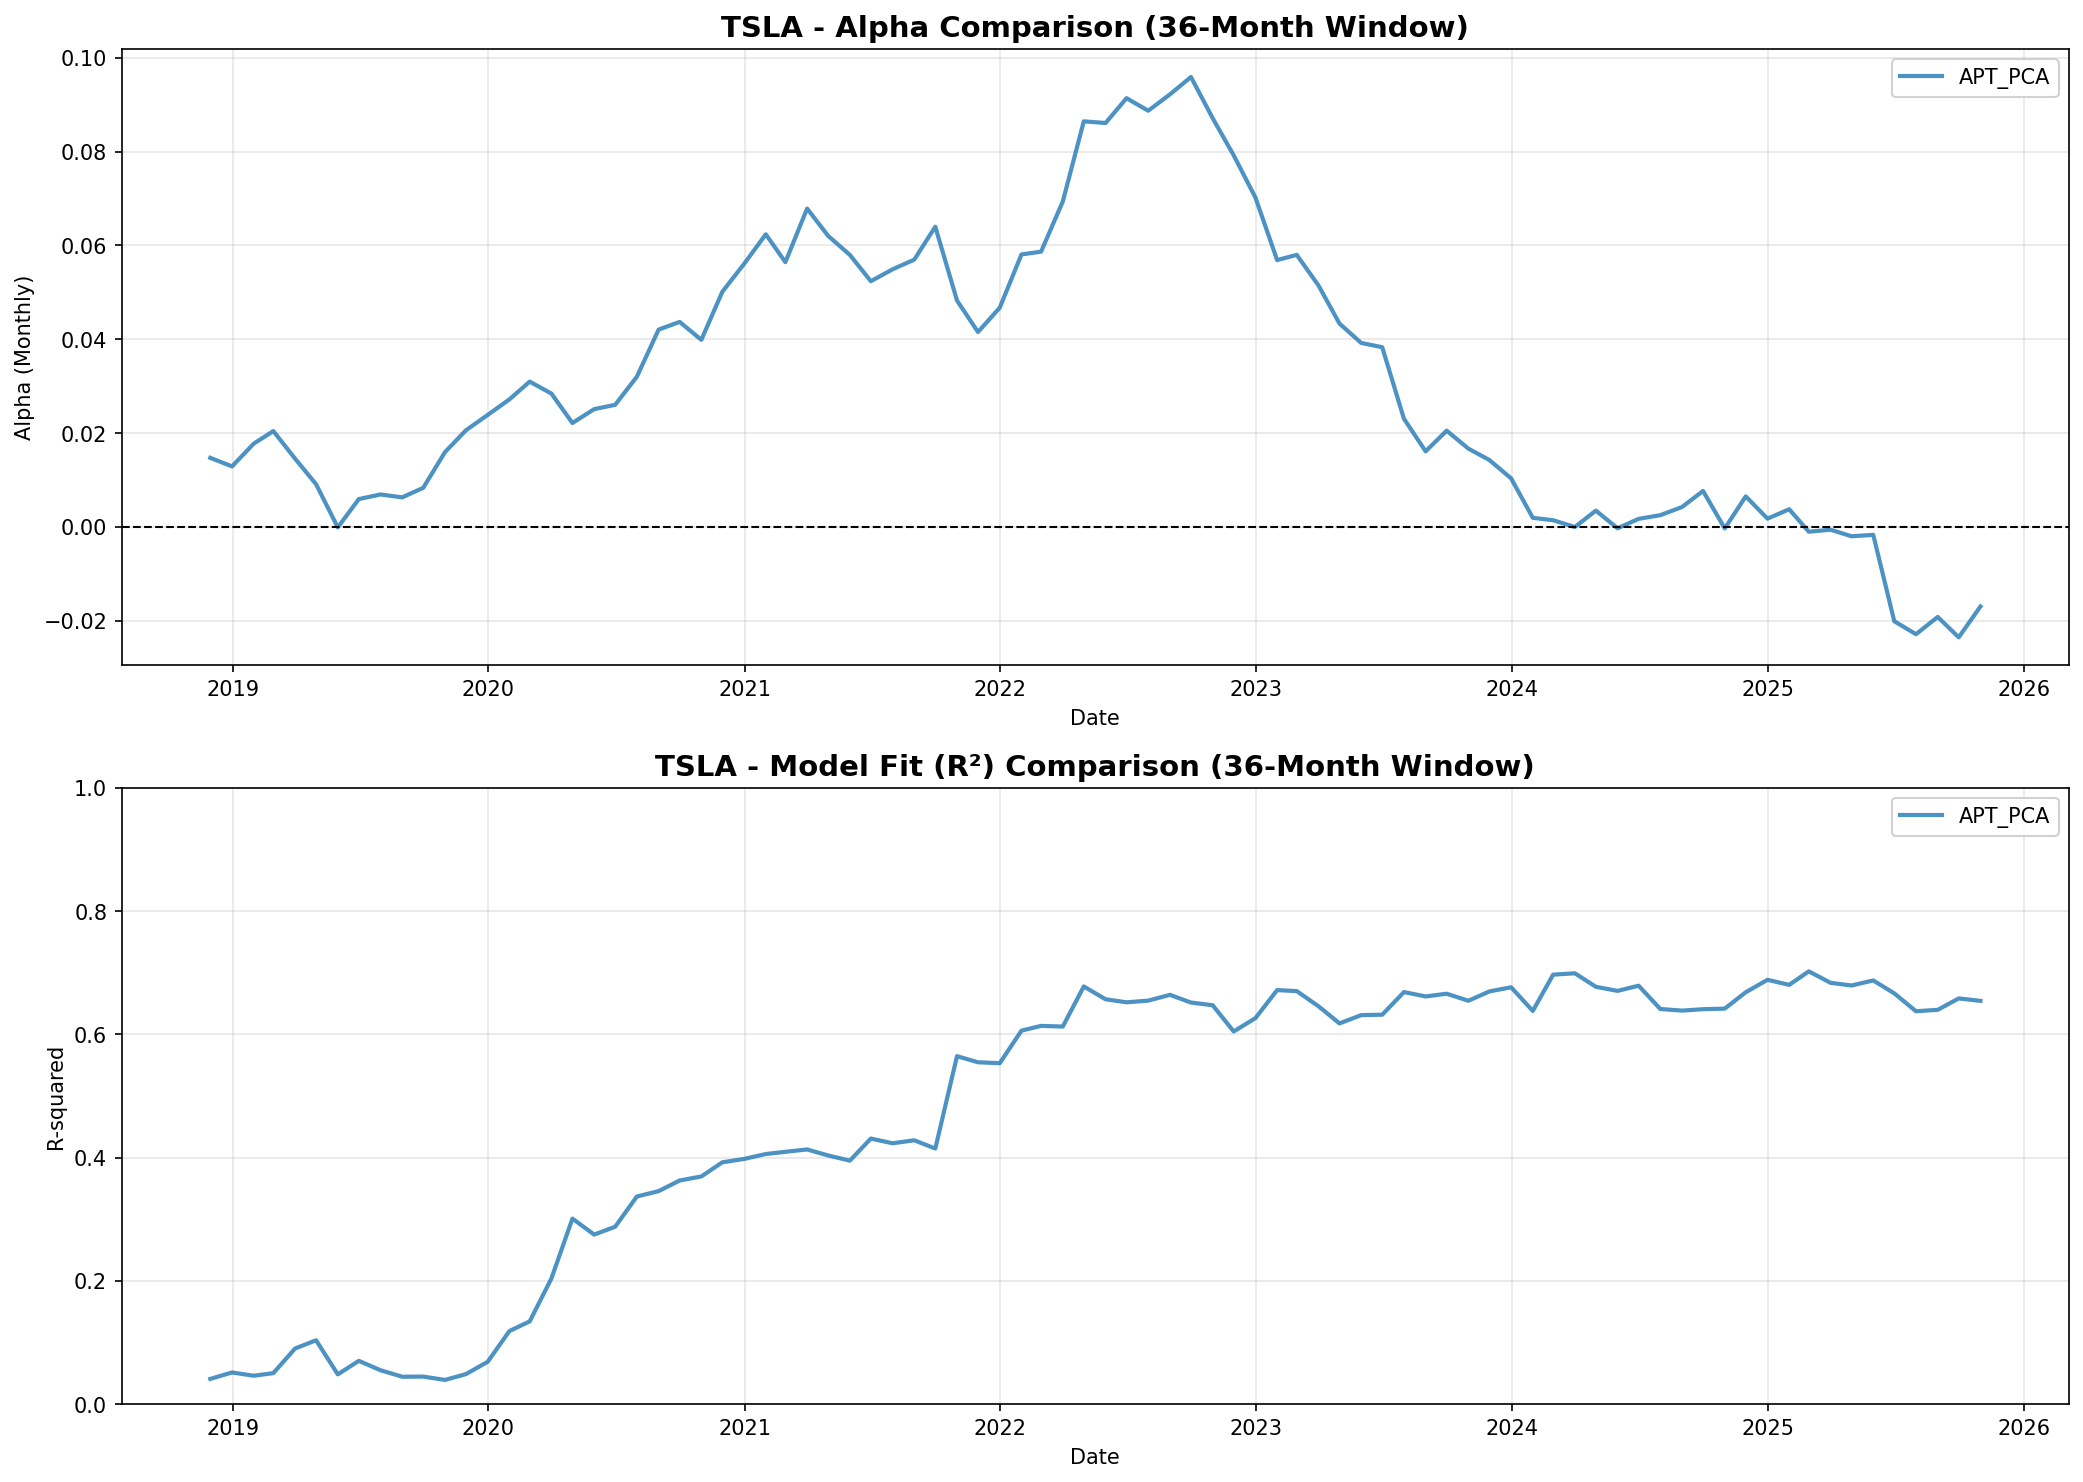 TSLA - Alpha Comparison (36-Month Window)
APT_PCA
Alpha (Monthly)
0.10
0.08
0.06
0.04
0.02
0.00
−0.02
2019 2020 2021 2022 2023 2024 2025 2026
Date
TSLA - Model Fit (R²) Comparison (36-Month Window)
APT_PCA
R-squared
1.0
0.8
0.6
0.4
0.2
0.0
2019 2020 2021 2022 2023 2024 2025 2026
Date